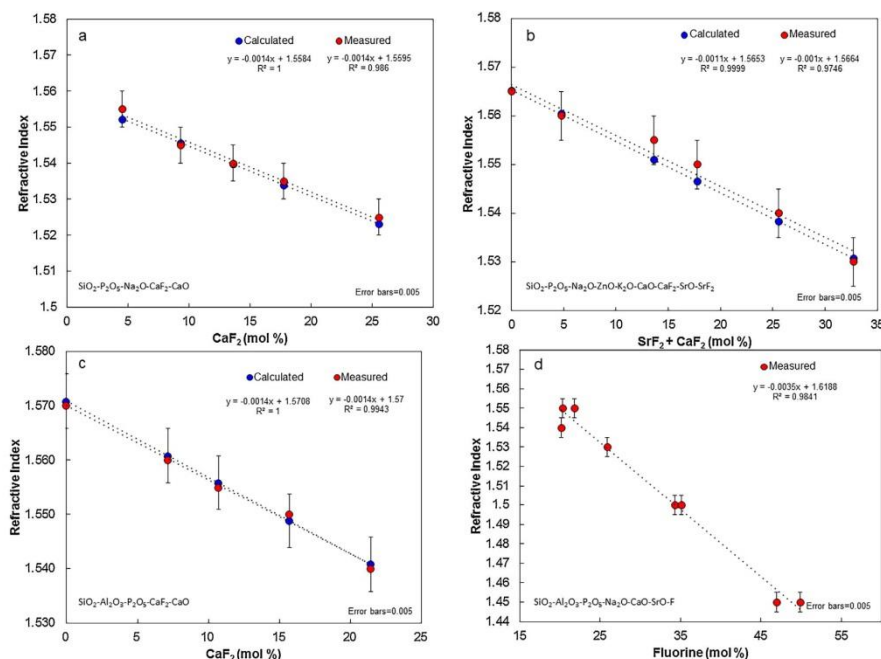 a
Calculated
Measured
y = -0.0014x + 1.5584
R² = 1
y = -0.0014x + 1.5595
R² = 0.986
1.58
1.57
1.56
1.55
1.54
1.53
1.52
1.51
1.5
Refractive Index
SiO₂-P₂O₅-Na₂O-CaF₂-CaO
Error bars=0.005
0 5 10 15 20 25 30
CaF₂ (mol %)
b
Calculated
Measured
y = -0.0011x + 1.5653
R² = 0.9999
y = -0.001x + 1.5664
R² = 0.9746
1.58
1.57
1.56
1.55
1.54
1.53
1.52
Refractive Index
SiO₂-P₂O₅-Na₂O-ZnO-K₂O-CaO-CaF₂-SrO-SrF₂
Error bars=0.005
0 5 10 15 20 25 30 35
SrF₂ + CaF₂ (mol %)
c
Calculated
Measured
y = -0.0014x + 1.5708
R² = 1
y = -0.0014x + 1.57
R² = 0.9943
1.580
1.570
1.560
1.550
1.540
1.530
Refractive Index
SiO₂-Al₂O₃-P₂O₅-CaF₂-CaO
Error bars=0.005
0 5 10 15 20 25
CaF₂ (mol %)
d
Measured
y = -0.0035x + 1.6188
R² = 0.9841
1.58
1.57
1.55
1.53
1.51
1.5
1.49
1.48
1.47
1.46
1.45
Refractive Index
SiO₂-Al₂O₃-P₂O₅-Na₂O-CaO-SrO-F
Error bars=0.005
15 25 35 45 55
Fluorine (mol %)